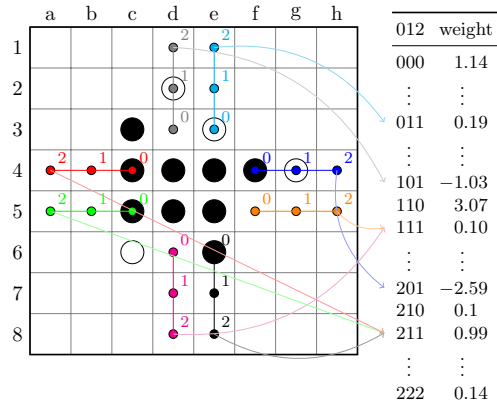 a b c d e f g h
012 weight
1 2 2
000 1.14
2 1 1
⋮ ⋮
3 0 0
011 0.19
⋮ ⋮
4 2 1 0 0 1 2
101 −1.03
110 3.07
5 2 1 0 0 1 2
111 0.10
6 0 0
⋮ ⋮
7 1 1
201 −2.59
210 0.1
8 2 2
211 0.99
⋮ ⋮
222 0.14